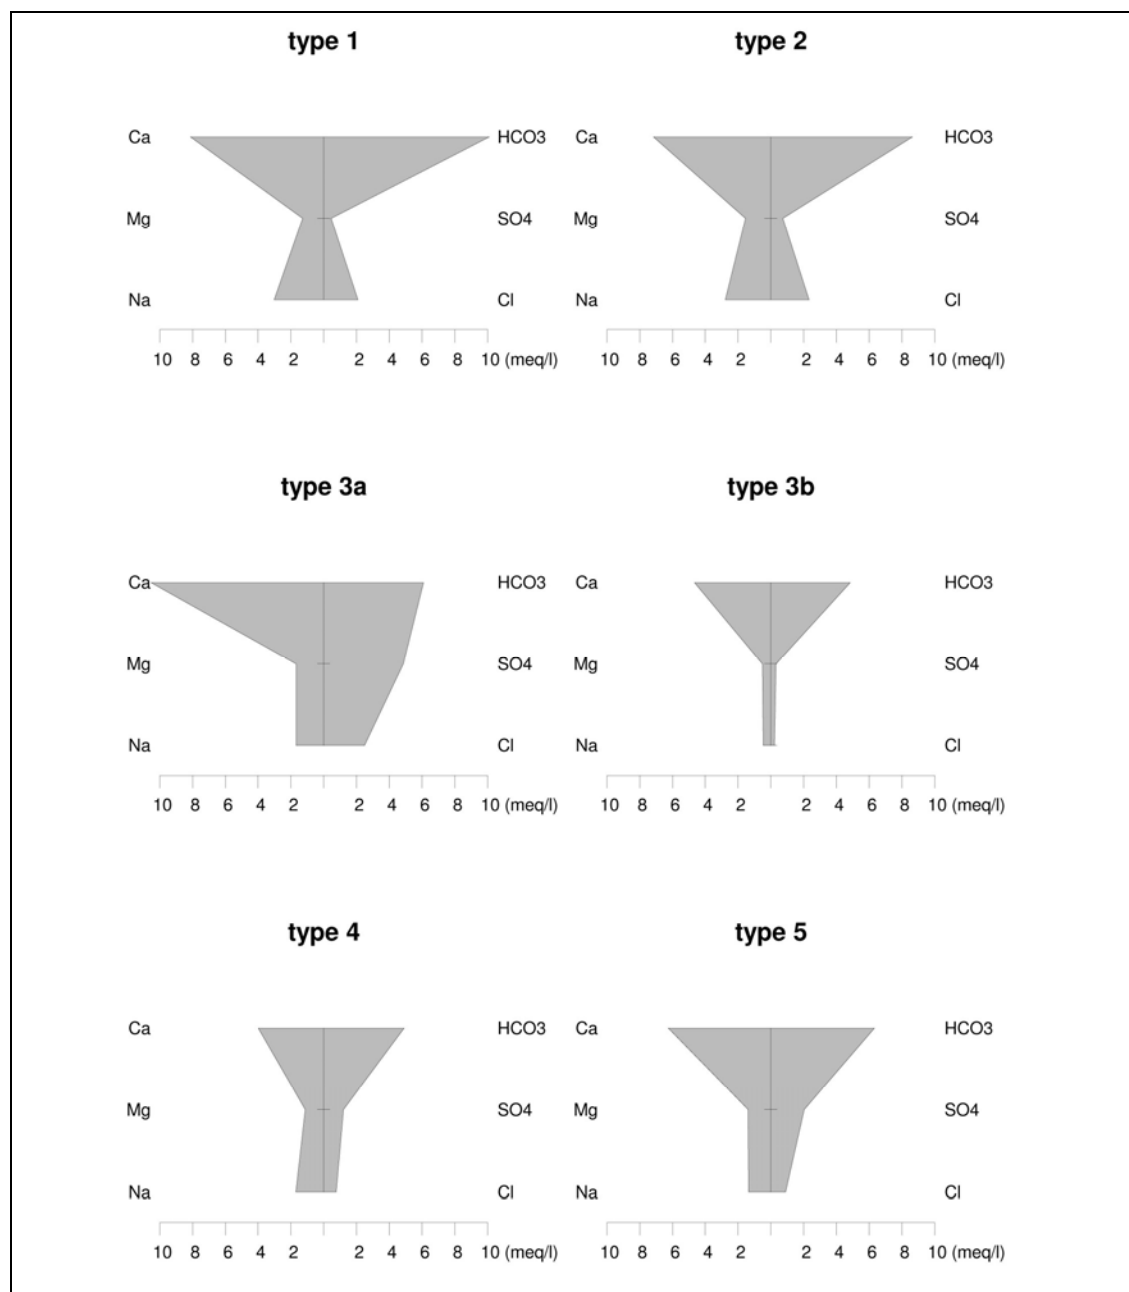 type 1 type 2
Ca HCO3 Ca HCO3
Mg SO4 Mg SO4
Na Cl Na Cl
10 8 6 4 2 2 4 6 8 10 (meq/l) 10 8 6 4 2 2 4 6 8 10 (meq/l)
type 3a type 3b
Ca HCO3 Ca HCO3
Mg SO4 Mg SO4
Na Cl Na Cl
10 8 6 4 2 2 4 6 8 10 (meq/l) 10 8 6 4 2 2 4 6 8 10 (meq/l)
type 4 type 5
Ca HCO3 Ca HCO3
Mg SO4 Mg SO4
Na Cl Na Cl
10 8 6 4 2 2 4 6 8 10 (meq/l) 10 8 6 4 2 2 4 6 8 10 (meq/l)